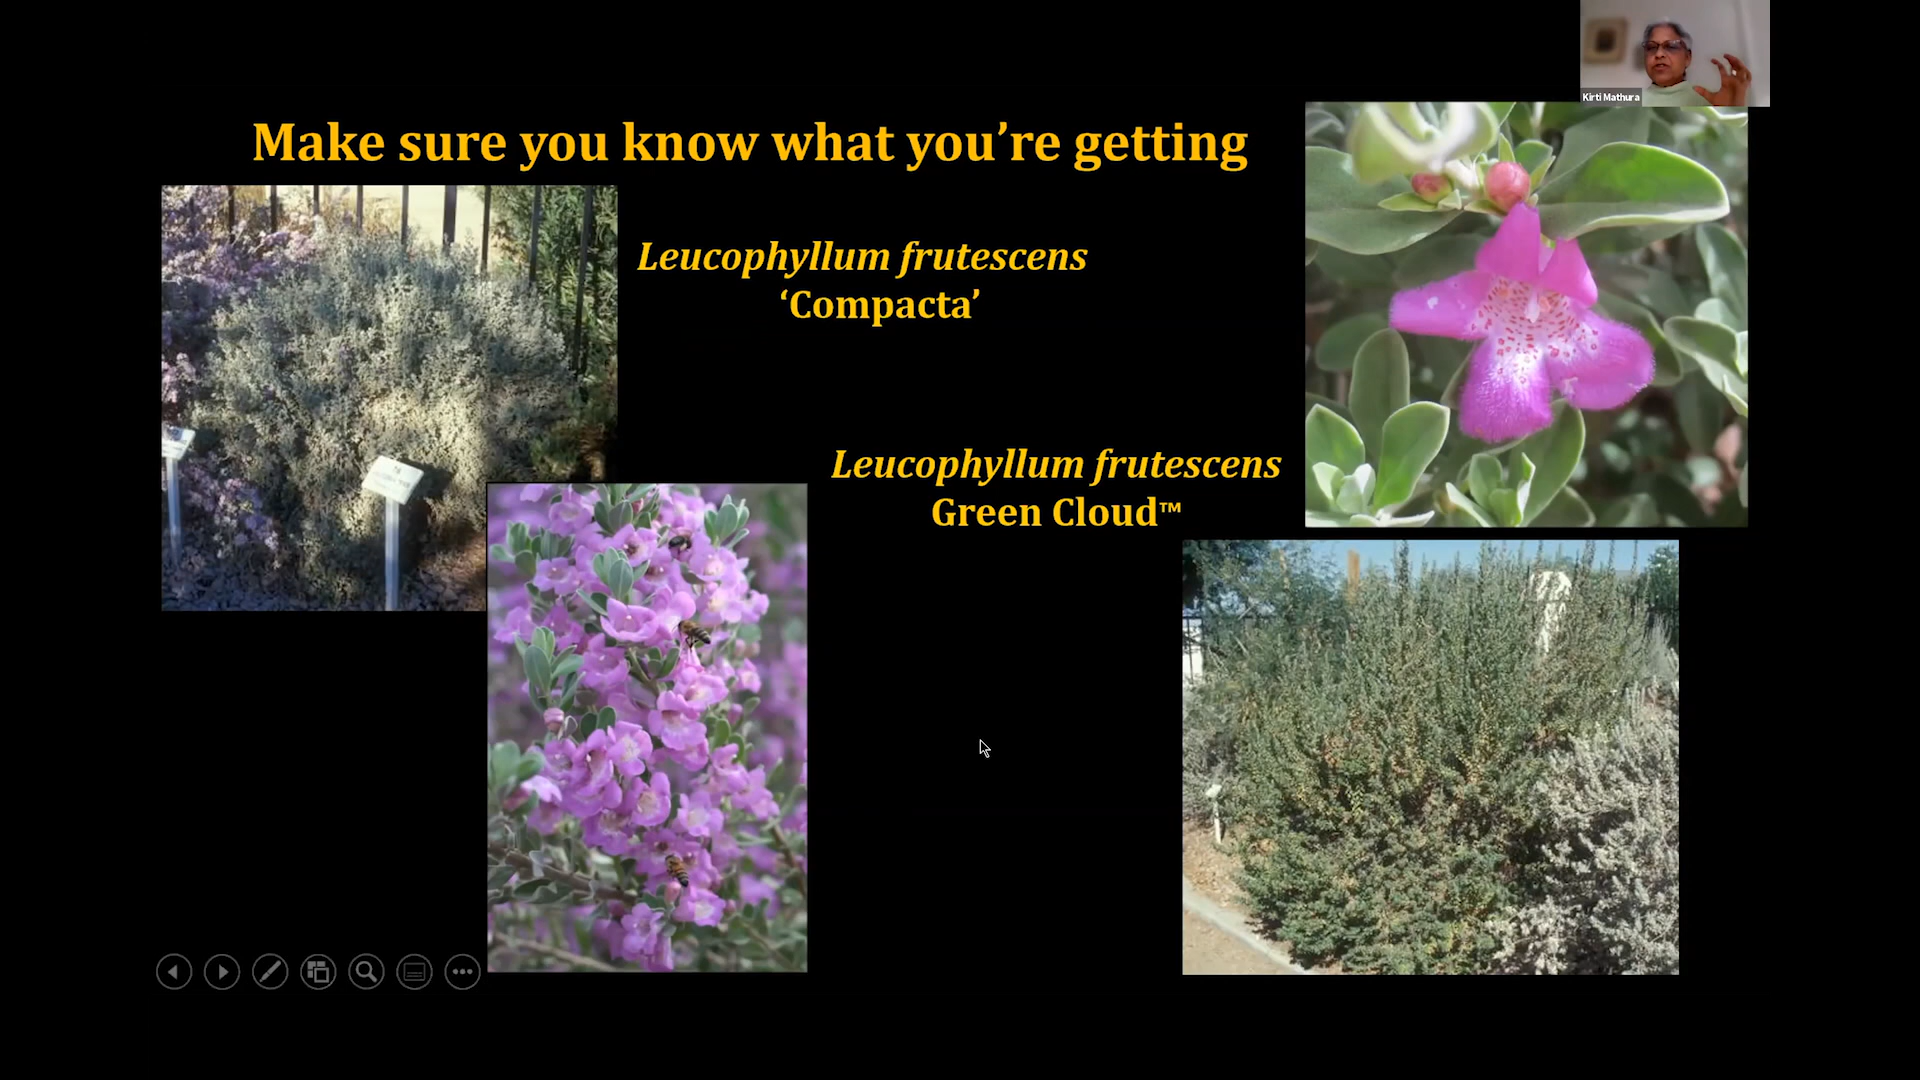 Kirti Mathura
Make sure you know what you’re getting
Leucophyllum frutescens
‘Compacta’
Leucophyllum frutescens
Green Cloud™